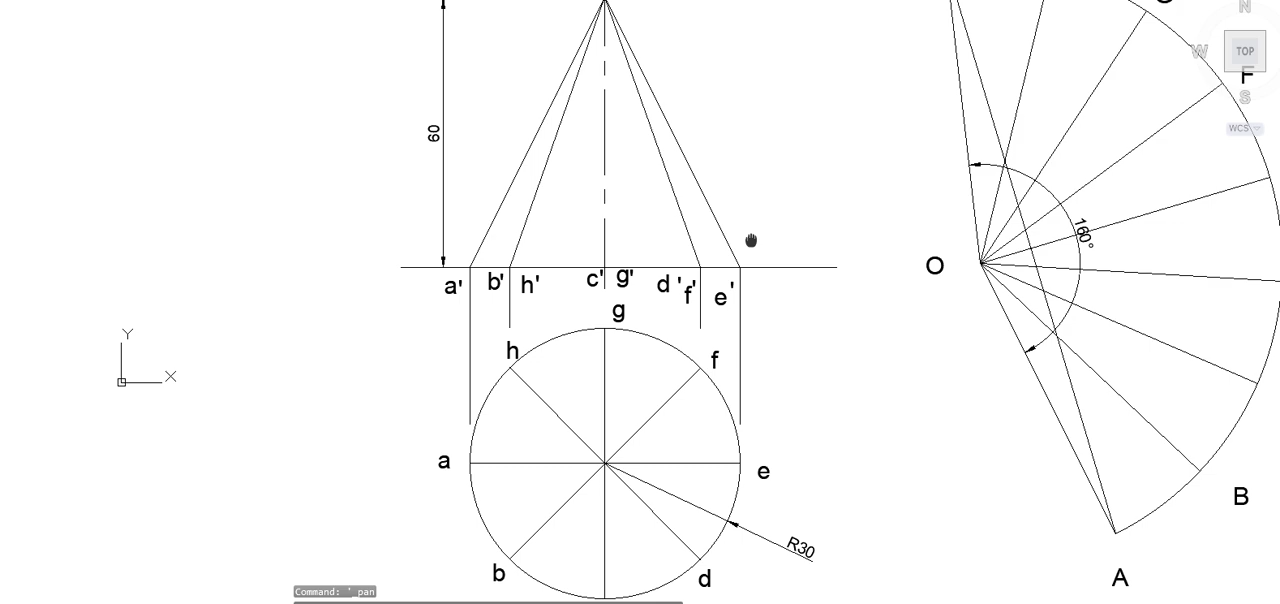 N
W
TOP
F
S
WCS
60
160°
O
a' b' h' c' g' d ' f' e'
g
h
f
a
e
B
R30
b
d
A
Command: '_pan
Y
X